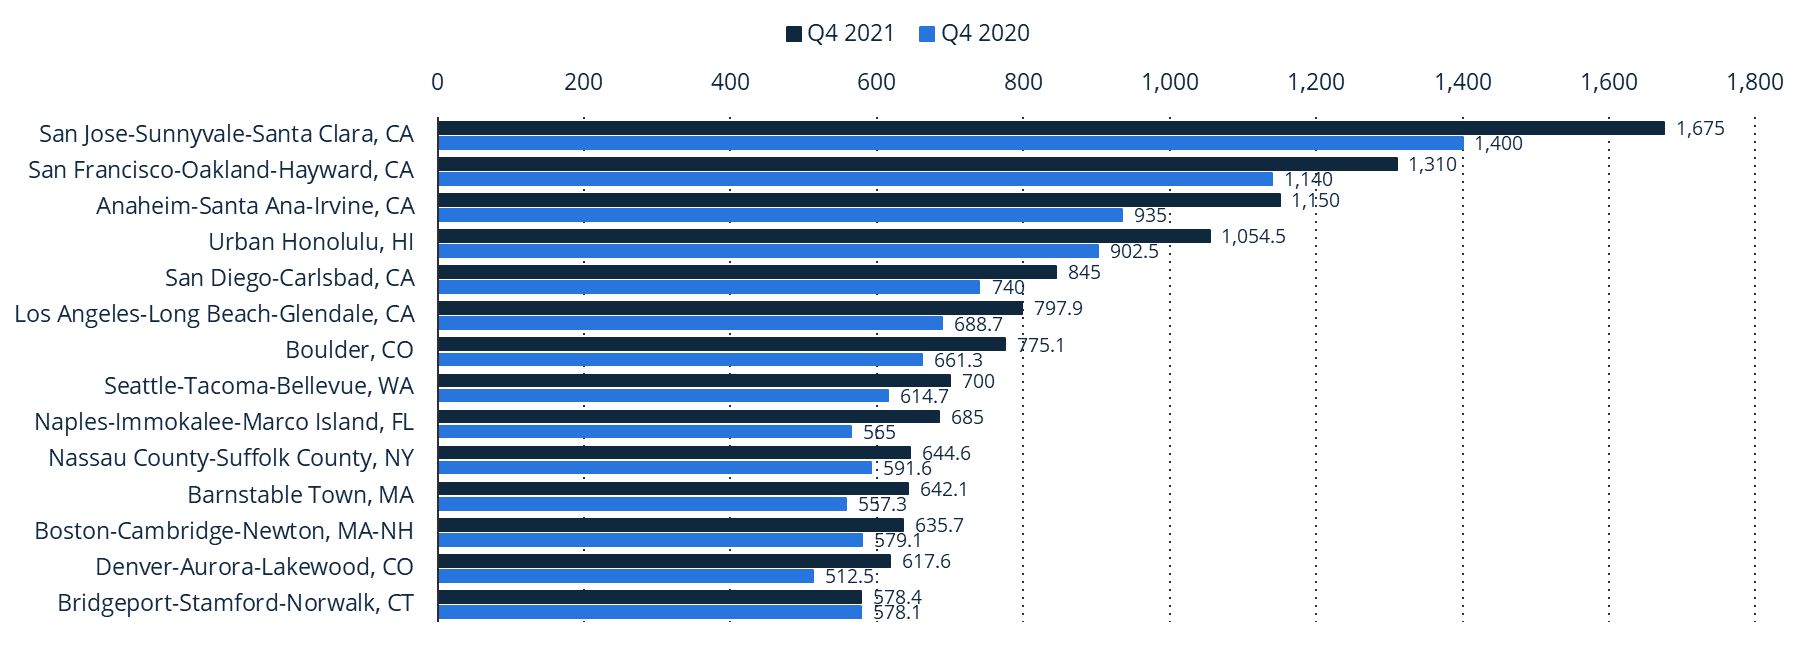 Q4 2021 Q4 2020
0 200 400 600 800 1,000 1,200 1,400 1,600 1,800
San Jose-Sunnyvale-Santa Clara, CA 1,675
1,400
San Francisco-Oakland-Hayward, CA 1,310
1,140
Anaheim-Santa Ana-Irvine, CA 1,150
935
Urban Honolulu, HI 1,054.5
902.5
San Diego-Carlsbad, CA 845
740
Los Angeles-Long Beach-Glendale, CA 797.9
688.7
Boulder, CO 775.1
661.3
Seattle-Tacoma-Bellevue, WA 700
614.7
Naples-Immokalee-Marco Island, FL 685
565
Nassau County-Suffolk County, NY 644.6
591.6
Barnstable Town, MA 642.1
557.3
Boston-Cambridge-Newton, MA-NH 635.7
579.1
Denver-Aurora-Lakewood, CO 617.6
512.5
Bridgeport-Stamford-Norwalk, CT 578.4
578.1